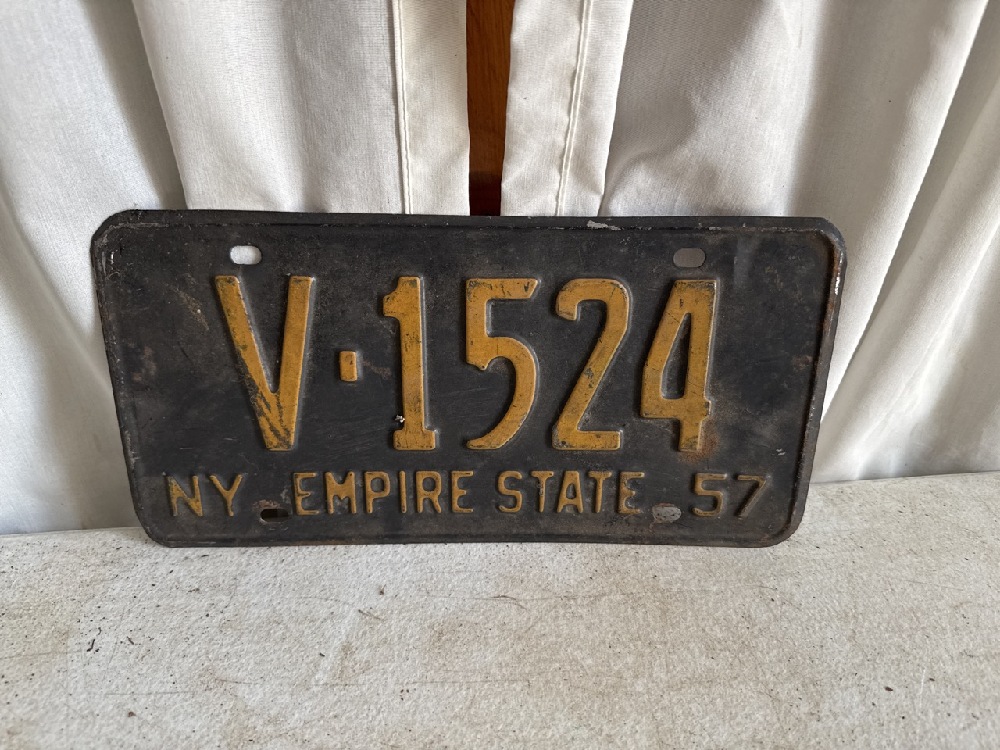 V·1524
NY EMPIRE STATE 57